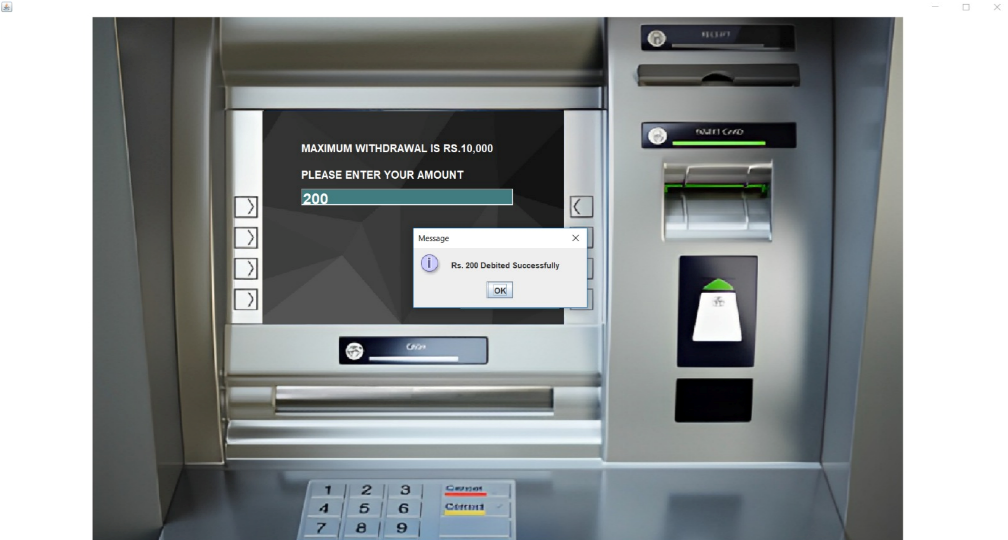 MAXIMUM WITHDRAWAL IS RS.10,000
PLEASE ENTER YOUR AMOUNT
200
Message
Rs. 200 Debited Successfully
OK
1 2 3
4 5 6
7 8 9